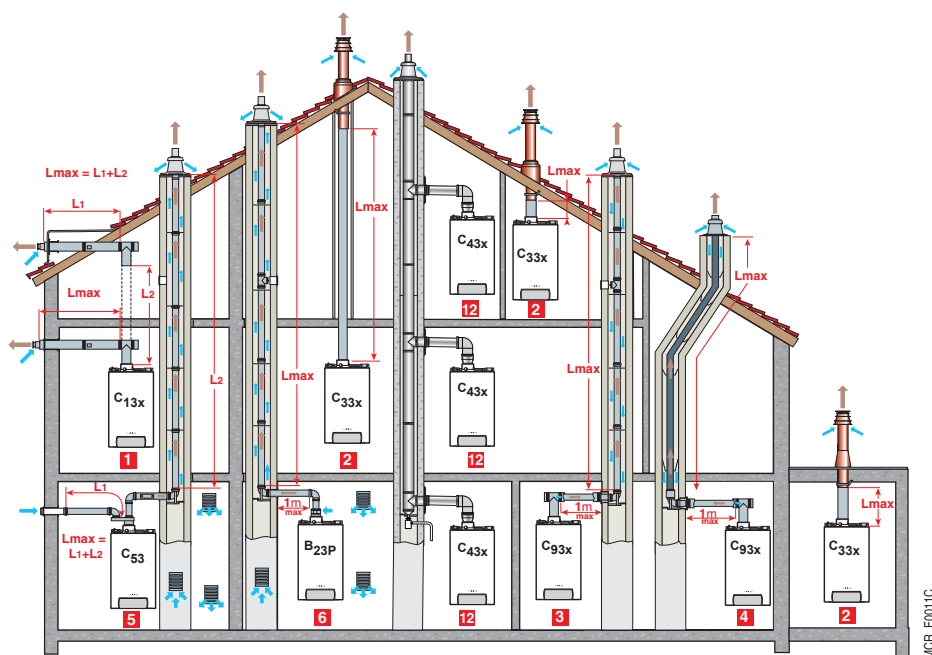 Lmax = L1+L2
L1
Lmax
L2
C13x
1
L2
Lmax
Lmax
C33x
2
C43x
12
C43x
12
C43x
12
Lmax
C33x
2
Lmax
Lmax
L1
Lmax =
L1+L2
C53
5
1m
max
B23P
6
1m
max
C93x
3
1m
max
C93x
4
Lmax
C33x
2
MCR_F0011C